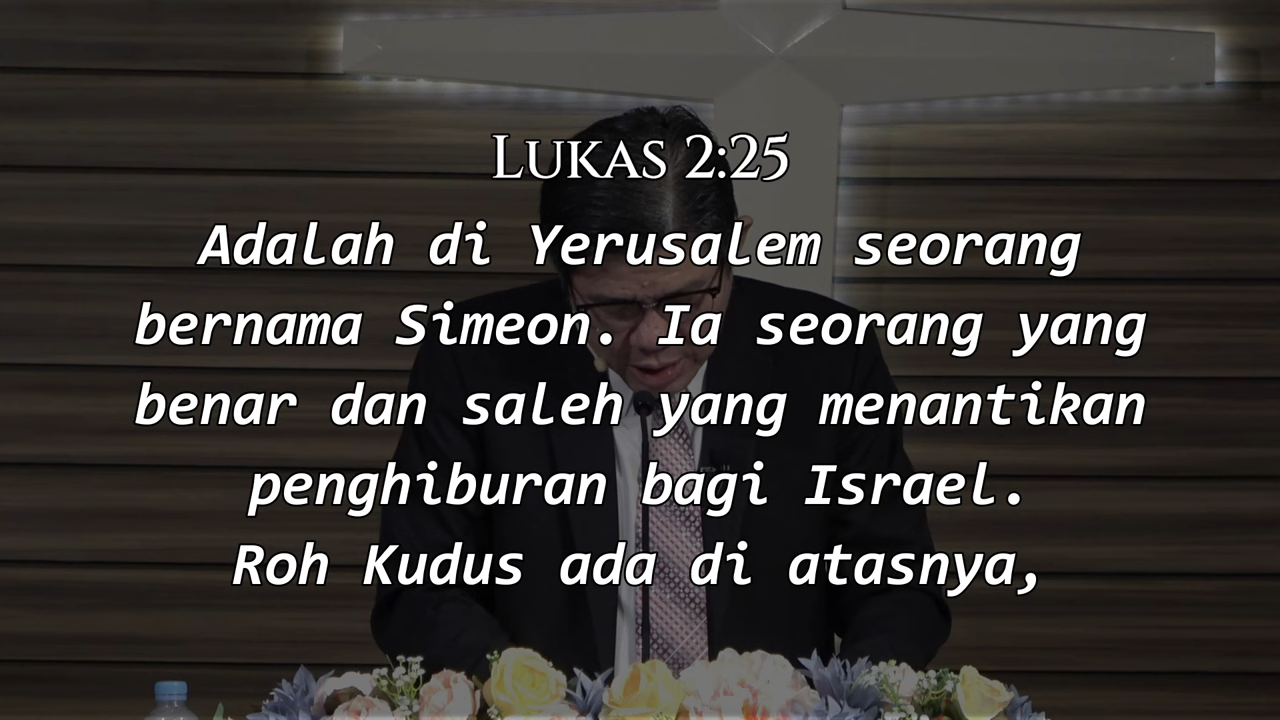 Lukas 2:25
Adalah di Yerusalem seorang
bernama Simeon. Ia seorang yang
benar dan saleh yang menantikan
penghiburan bagi Israel.
Roh Kudus ada di atasnya,